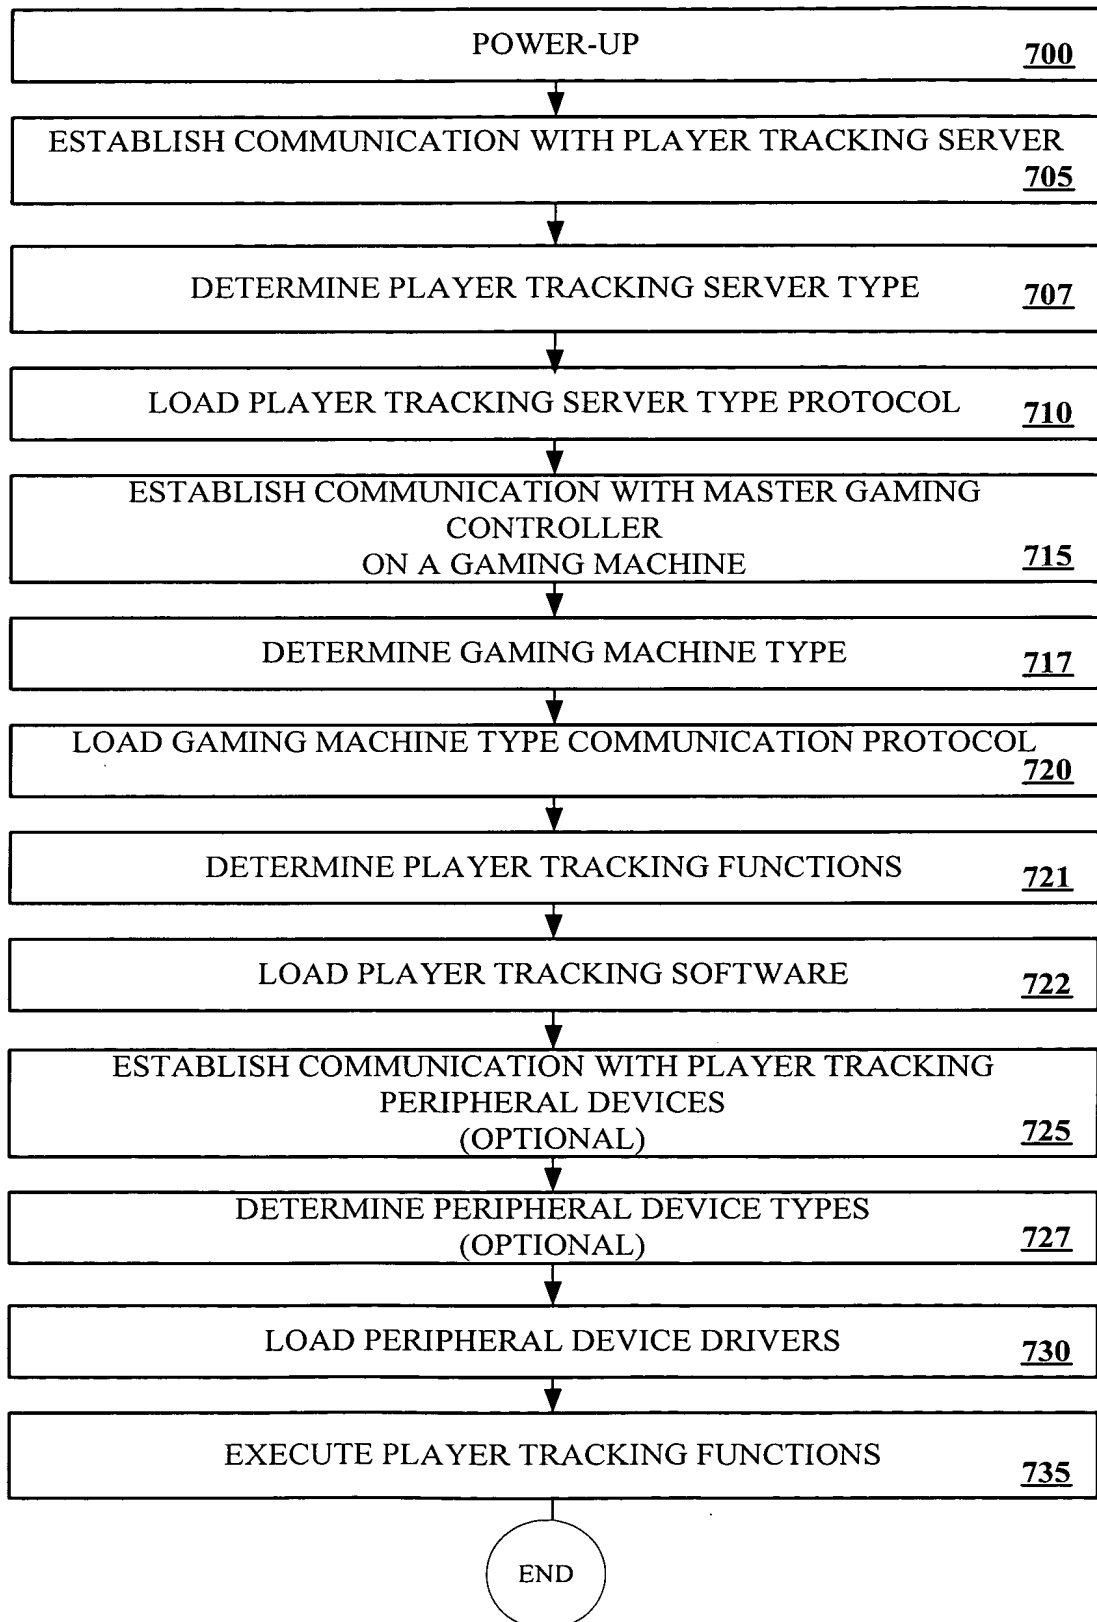 POWER-UP
700
ESTABLISH COMMUNICATION WITH PLAYER TRACKING SERVER
705
DETERMINE PLAYER TRACKING SERVER TYPE
707
LOAD PLAYER TRACKING SERVER TYPE PROTOCOL
710
ESTABLISH COMMUNICATION WITH MASTER GAMING
CONTROLLER
ON A GAMING MACHINE
715
DETERMINE GAMING MACHINE TYPE
717
LOAD GAMING MACHINE TYPE COMMUNICATION PROTOCOL
720
DETERMINE PLAYER TRACKING FUNCTIONS
721
LOAD PLAYER TRACKING SOFTWARE
722
ESTABLISH COMMUNICATION WITH PLAYER TRACKING
PERIPHERAL DEVICES
(OPTIONAL)
725
DETERMINE PERIPHERAL DEVICE TYPES
(OPTIONAL)
727
LOAD PERIPHERAL DEVICE DRIVERS
730
EXECUTE PLAYER TRACKING FUNCTIONS
735
END